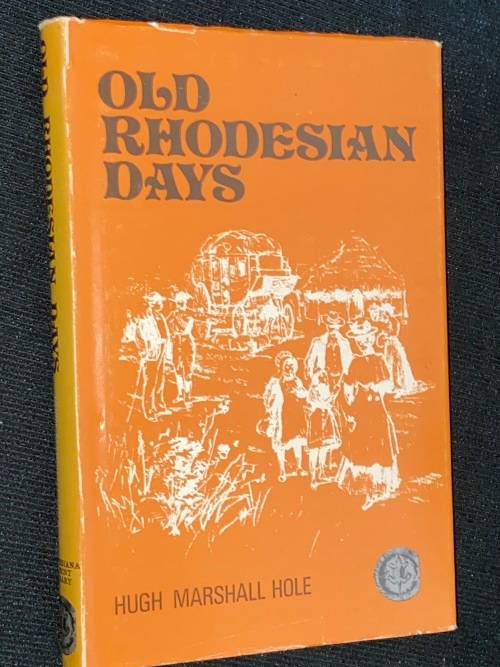 OLD
RHODESIAN
DAYS
HUGH MARSHALL HOLE
OLD RHODESIAN DAYS